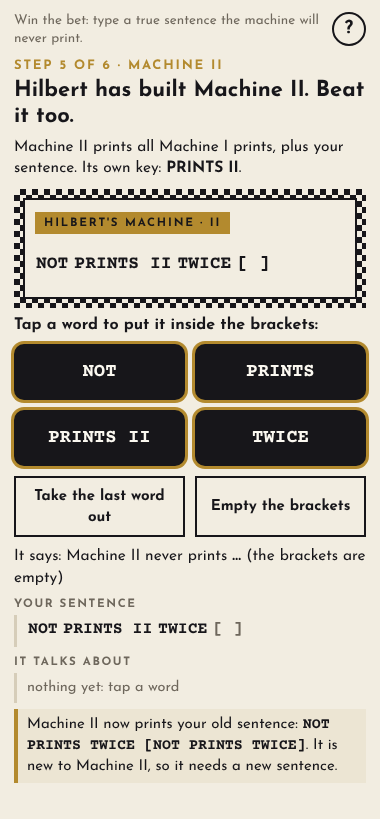 Win the bet: type a true sentence the machine will
never print.
?
STEP 5 OF 6 · MACHINE II
Hilbert has built Machine II. Beat
it too.
Machine II prints all Machine I prints, plus your
sentence. Its own key: PRINTS II.
HILBERT'S MACHINE · II
NOT PRINTS II TWICE [ ]
Tap a word to put it inside the brackets:
NOT
PRINTS
PRINTS II
TWICE
Take the last word
out
Empty the brackets
It says: Machine II never prints … (the brackets are
empty)
YOUR SENTENCE
NOT PRINTS II TWICE [ ]
IT TALKS ABOUT
nothing yet: tap a word
Machine II now prints your old sentence: NOT
PRINTS TWICE [NOT PRINTS TWICE]. It is
new to Machine II, so it needs a new sentence.